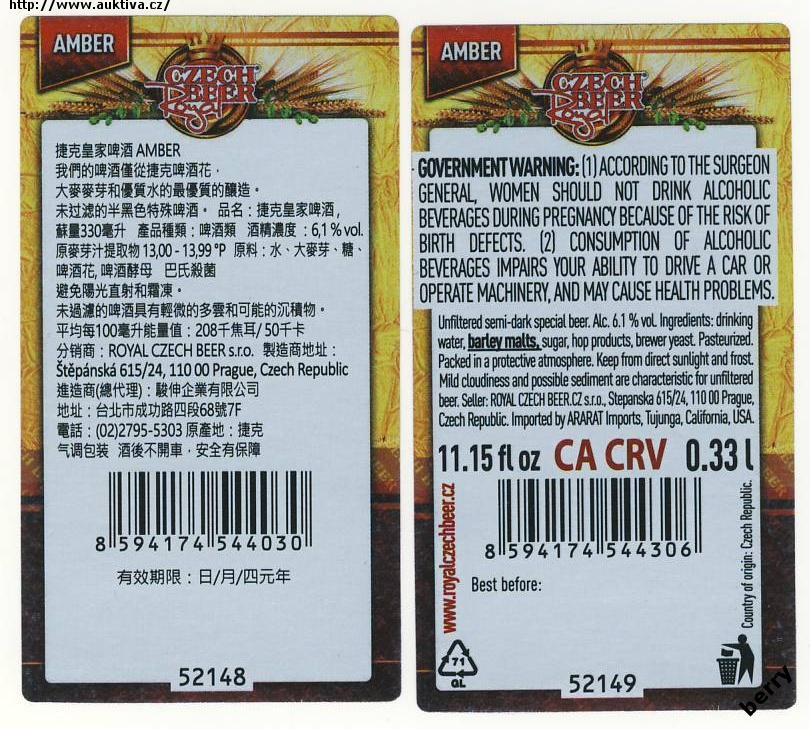 http://www.auktiva.cz/
AMBER
CZECH
BEER
Royal
捷克皇家啤酒 AMBER
我們的啤酒僅從捷克啤酒花，
大麥麥芽和優質水的最優質的釀造。
未过滤的半黑色特殊啤酒。 品名：捷克皇家啤酒，
蘇量330毫升 產品種類：啤酒類 酒精濃度：6,1 % vol.
原麥芽汁提取物 13,00 - 13,99 °P 原料：水、大麥芽、糖、
啤酒花, 啤酒酵母 巴氏殺菌
避免陽光直射和霜凍。
未過濾的啤酒具有輕微的多雲和可能的沉積物。
平均每100毫升能量值：208千焦耳/ 50千卡
分销商：ROYAL CZECH BEER s.r.o. 製造商地址：
Štěpánská 615/24, 110 00 Prague, Czech Republic
進造商(總代理)：駿伸企業有限公司
地址：台北市成功路四段68號7F
電話：(02)2795-5303 原產地：捷克
气调包装 酒後不開車，安全有保障
8 594174 544030
有效期限：日/月/四元年
52148
AMBER
CZECH
BEER
Royal
GOVERNMENT WARNING: (1) ACCORDING TO THE SURGEON
GENERAL, WOMEN SHOULD NOT DRINK ALCOHOLIC
BEVERAGES DURING PREGNANCY BECAUSE OF THE RISK OF
BIRTH DEFECTS. (2) CONSUMPTION OF ALCOHOLIC
BEVERAGES IMPAIRS YOUR ABILITY TO DRIVE A CAR OR
OPERATE MACHINERY, AND MAY CAUSE HEALTH PROBLEMS.
Unfiltered semi-dark special beer. Alc. 6.1 % vol. Ingredients: drinking
water, barley malts, sugar, hop products, brewer yeast. Pasteurized.
Packed in a protective atmosphere. Keep from direct sunlight and frost.
Mild cloudiness and possible sediment are characteristic for unfiltered
beer. Seller: ROYAL CZECH BEER.CZ s.r.o., Stepanska 615/24, 110 00 Prague,
Czech Republic. Imported by ARARAT Imports, Tujunga, California, USA.
11.15 fl oz CA CRV 0.33 l
www.royalczechbeer.cz
8 594174 544306
Best before:
Country of origin: Czech Republic.
71
GL
52149
berry